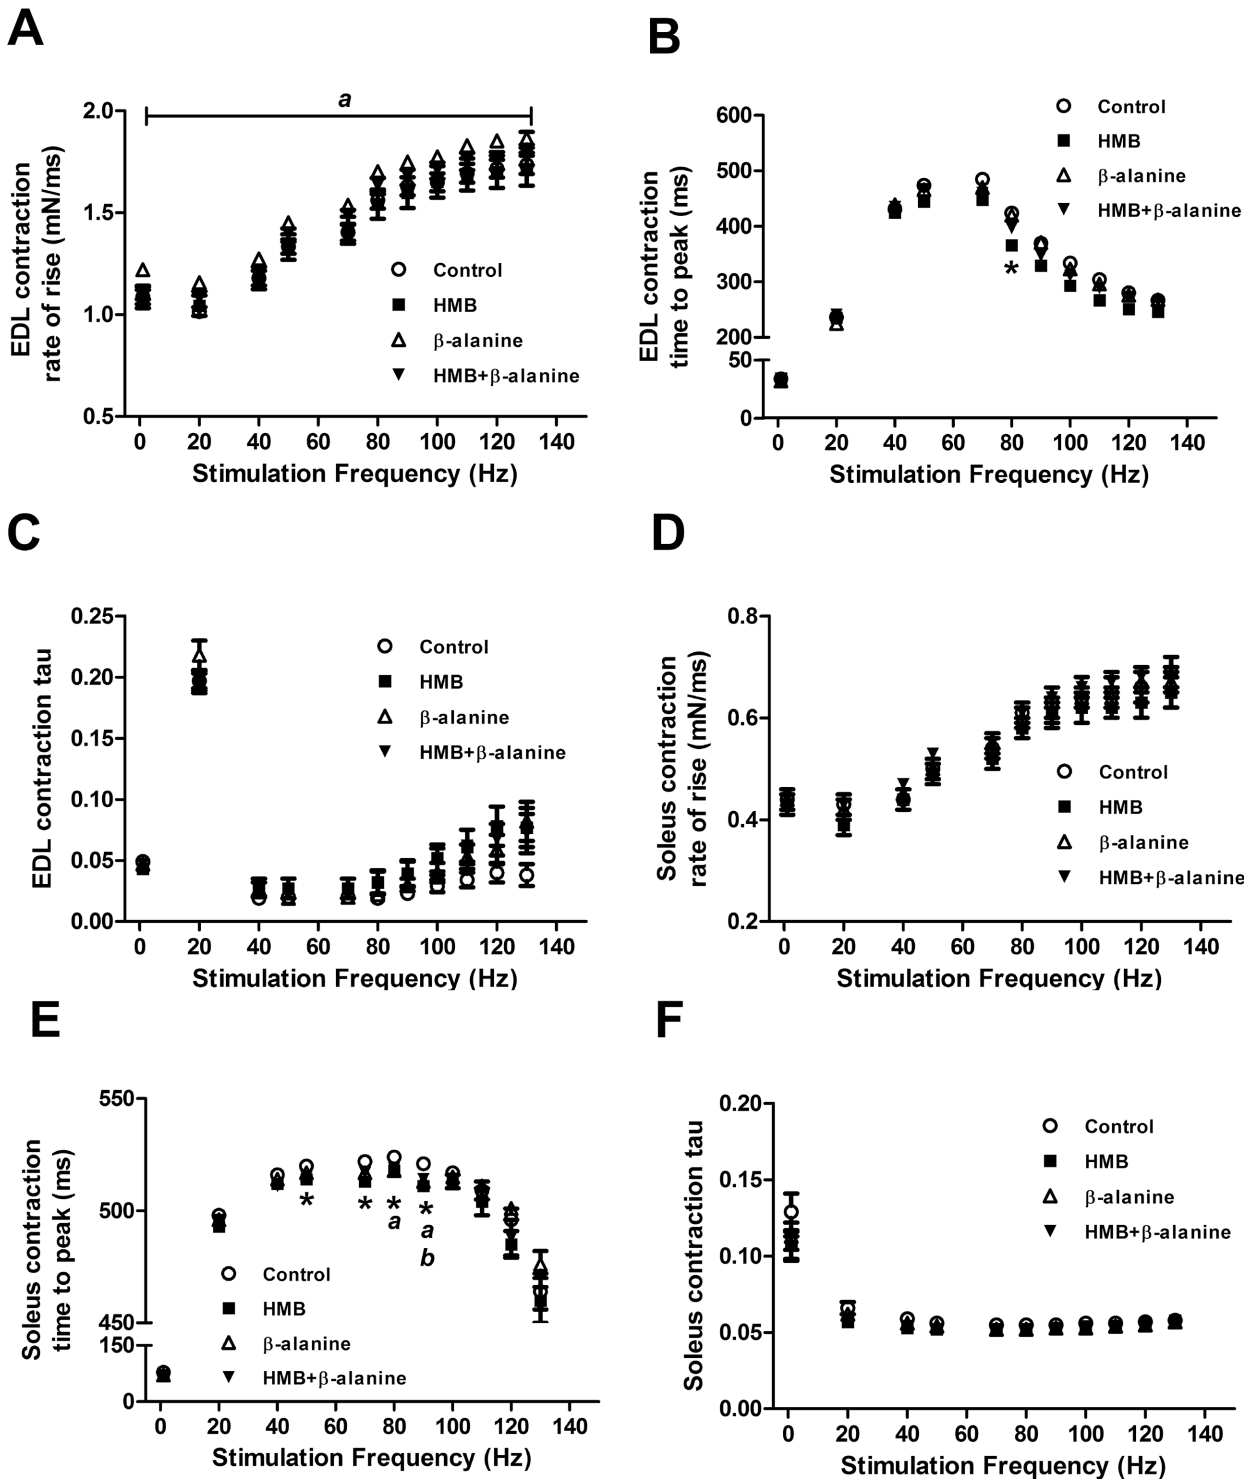 A
a
2.0
1.5
1.0
0.5
EDL contraction
rate of rise (mN/ms)
Control
HMB
β-alanine
HMB+β-alanine
0 20 40 60 80 100 120 140
Stimulation Frequency (Hz)
B
600
500
400
300
200
50
0
EDL contraction
time to peak (ms)
Control
HMB
β-alanine
HMB+β-alanine
*
0 20 40 60 80 100 120 140
Stimulation Frequency (Hz)
C
0.25
0.20
0.15
0.10
0.05
0.00
EDL contraction tau
Control
HMB
β-alanine
HMB+β-alanine
0 20 40 60 80 100 120 140
Stimulation Frequency (Hz)
D
0.8
0.6
0.4
0.2
Soleus contraction
rate of rise (mN/ms)
Control
HMB
β-alanine
HMB+β-alanine
0 20 40 60 80 100 120 140
Stimulation Frequency (Hz)
E
550
500
450
150
0
Soleus contraction
time to peak (ms)
* * * *
a a
b
Control
HMB
β-alanine
HMB+β-alanine
0 20 40 60 80 100 120 140
Stimulation Frequency (Hz)
F
0.20
0.15
0.10
0.05
0.00
Soleus contraction tau
Control
HMB
β-alanine
HMB+β-alanine
0 20 40 60 80 100 120 140
Stimulation Frequency (Hz)